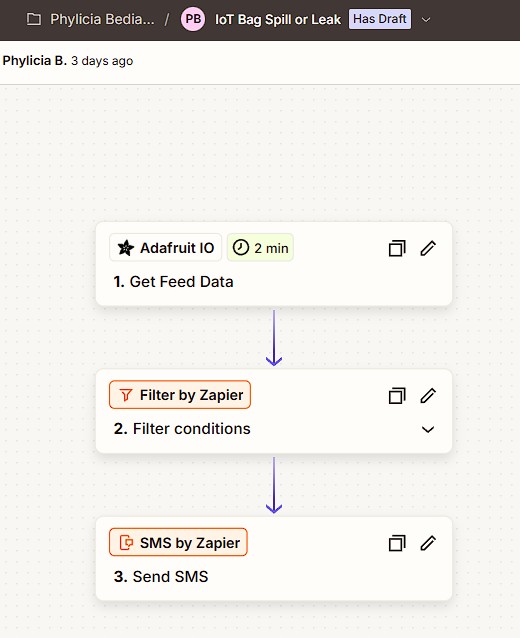 Phylicia Bedia... / PB IoT Bag Spill or Leak Has Draft
Phylicia B. 3 days ago
Adafruit IO 2 min
1. Get Feed Data
Filter by Zapier
2. Filter conditions
SMS by Zapier
3. Send SMS